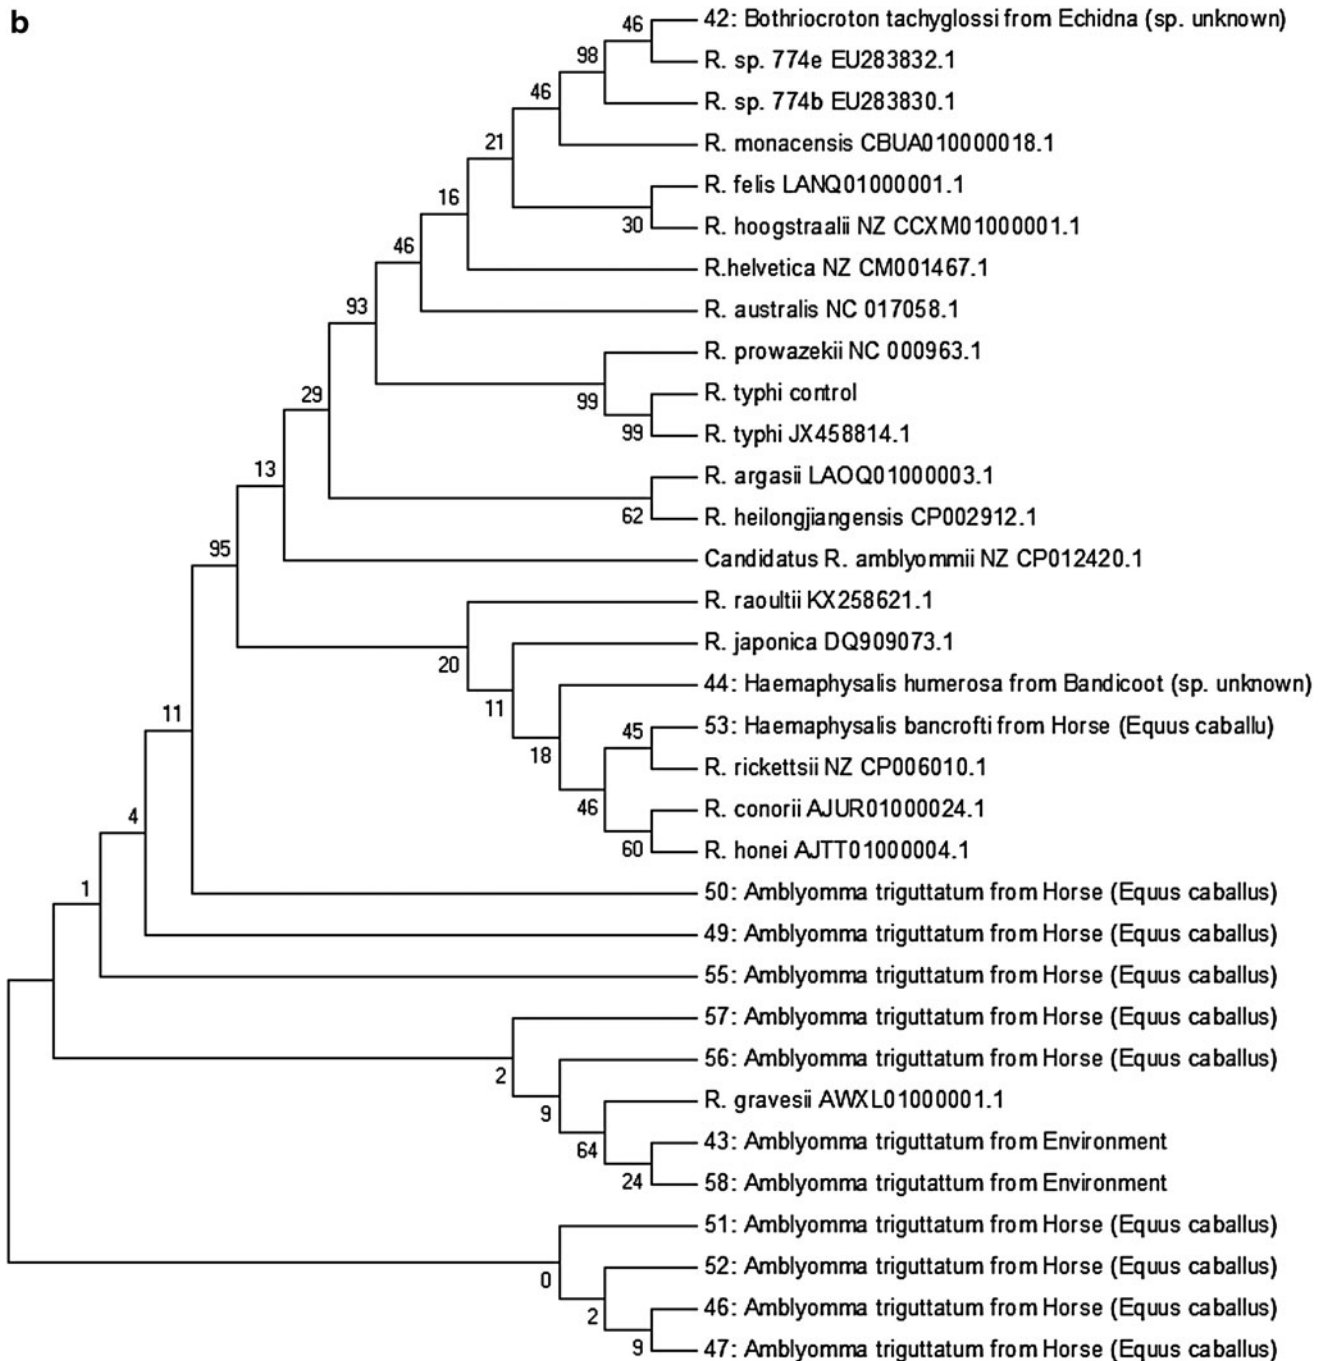 b
46
42: Bothriocroton tachyglossi from Echidna (sp. unknown)
98
R. sp. 774e EU283832.1
46
R. sp. 774b EU283830.1
21
R. monacensis CBUA010000018.1
16
R. felis LANQ01000001.1
30
R. hoogstraalii NZ CCXM01000001.1
46
R.helvetica NZ CM001467.1
93
R. australis NC 017058.1
R. prowazekii NC 000963.1
29
99
R. typhi control
99
R. typhi JX458814.1
13
R. argasii LAOQ01000003.1
62
R. heilongjiangensis CP002912.1
95
Candidatus R. amblyommii NZ CP012420.1
R. raoultii KX258621.1
20
R. japonica DQ909073.1
11
11
44: Haemaphysalis humerosa from Bandicoot (sp. unknown)
18
45
53: Haemaphysalis bancrofti from Horse (Equus caballu)
R. rickettsii NZ CP006010.1
4
46
R. conorii AJUR01000024.1
60
R. honei AJTT01000004.1
1
50: Amblyomma triguttatum from Horse (Equus caballus)
49: Amblyomma triguttatum from Horse (Equus caballus)
55: Amblyomma triguttatum from Horse (Equus caballus)
57: Amblyomma triguttatum from Horse (Equus caballus)
2
56: Amblyomma triguttatum from Horse (Equus caballus)
9
R. gravesii AWXL01000001.1
64
43: Amblyomma triguttatum from Environment
24
58: Amblyomma trigutattum from Environment
51: Amblyomma triguttatum from Horse (Equus caballus)
0
52: Amblyomma triguttatum from Horse (Equus caballus)
2
46: Amblyomma triguttatum from Horse (Equus caballus)
9
47: Amblyomma triguttatum from Horse (Equus caballus)